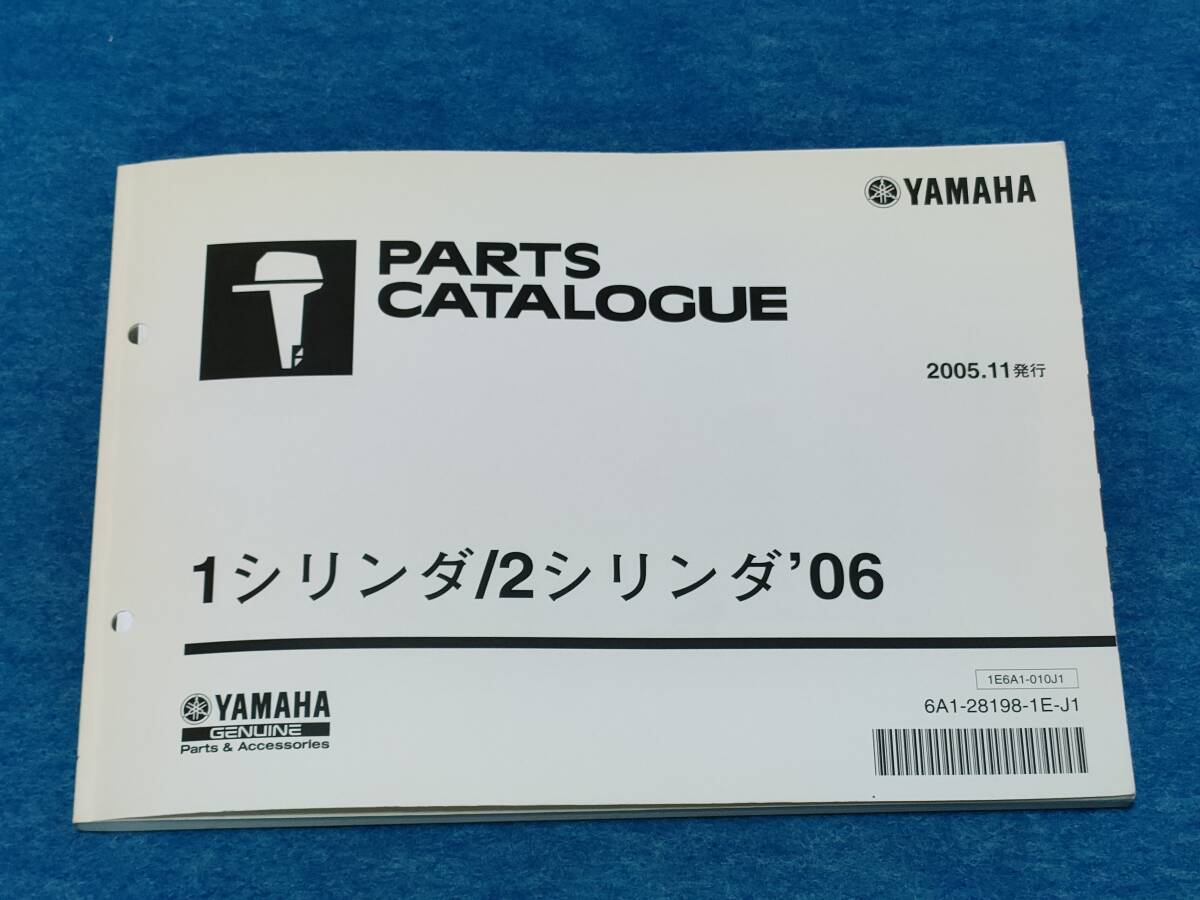 YAMAHA
PARTS
CATALOGUE
2005.11発行
1シリンダ/2シリンダ'06
1E6A1-010J1
6A1-28198-1E-J1
YAMAHA
GENUINE
Parts & Accessories